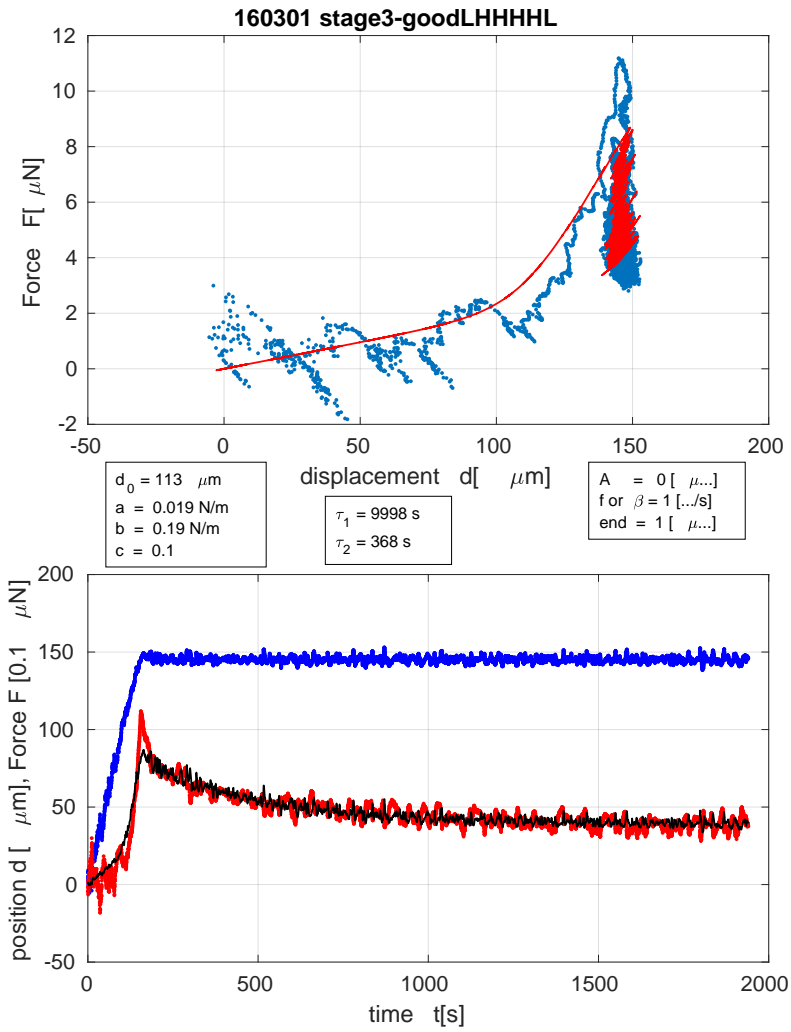 160301 stage3-goodLHHHHL
12
10
8
6
4
2
0
-2
Force F[ μN]
-50
0
50
100
150
200
displacement d[ μm]
d0 = 113 μm
a = 0.019 N/m
b = 0.19 N/m
c = 0.1
τ1 = 9998 s
τ2 = 368 s
A = 0 [ μ...]
f or β = 1 [.../s]
end = 1 [ μ...]
200
150
100
50
0
-50
position d [ μm], Force F [0.1 μN]
0
500
1000
1500
2000
time t[s]